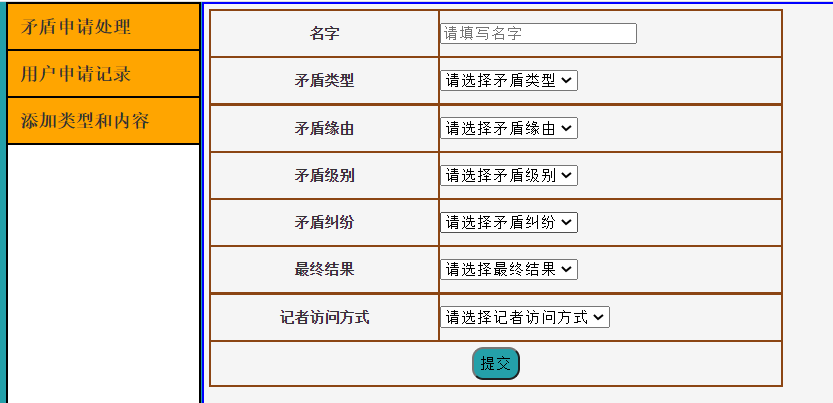 矛盾申请处理
用户申请记录
添加类型和内容
名字 请填写名字
矛盾类型 请选择矛盾类型
矛盾缘由 请选择矛盾缘由
矛盾级别 请选择矛盾级别
矛盾纠纷 请选择矛盾纠纷
最终结果 请选择最终结果
记者访问方式 请选择记者访问方式
提交